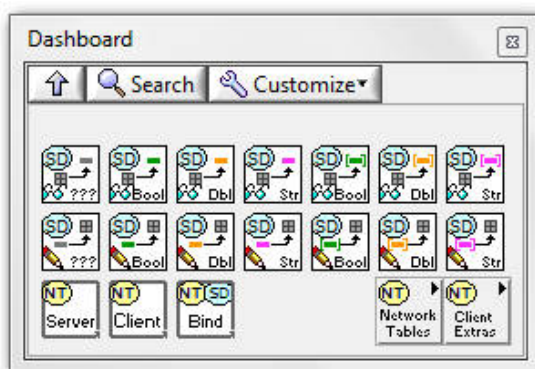 Dashboard
Search Customize
SD SD SD SD SD SD SD
??? Bool Dbl Str Bool Dbl Str
SD SD SD SD SD SD SD
??? Bool Dbl Str Bool Dbl Str
NT NT NT SD NT NT
Server Client Bind Network Tables Client Extras